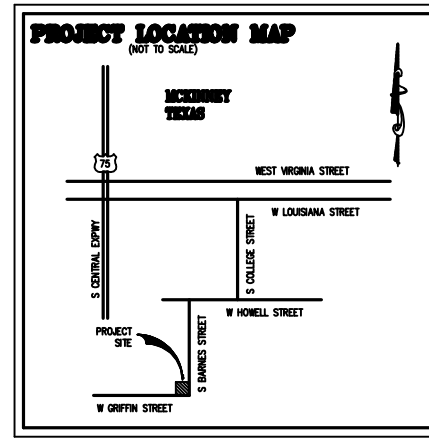 PROJECT LOCATION MAP
(NOT TO SCALE)
MCKINNEY
TEXAS
75
WEST VIRGINIA STREET
W LOUISIANA STREET
S CENTRAL EXPWY
S COLLEGE STREET
W HOWELL STREET
PROJECT
SITE
S BARNES STREET
W GRIFFIN STREET